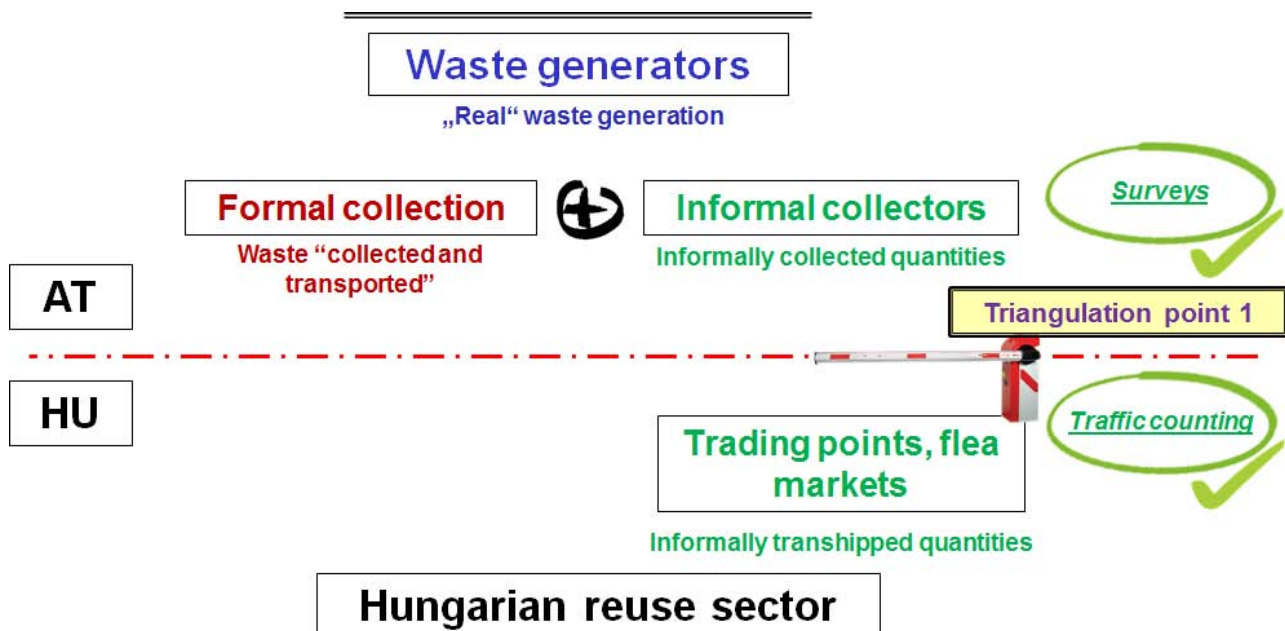 Waste generators
„Real“ waste generation
Formal collection
Informal collectors
Surveys
Waste “collected and
transported”
Informally collected quantities
AT
Triangulation point 1
HU
Traffic counting
Trading points, flea
markets
Informally transhipped quantities
Hungarian reuse sector